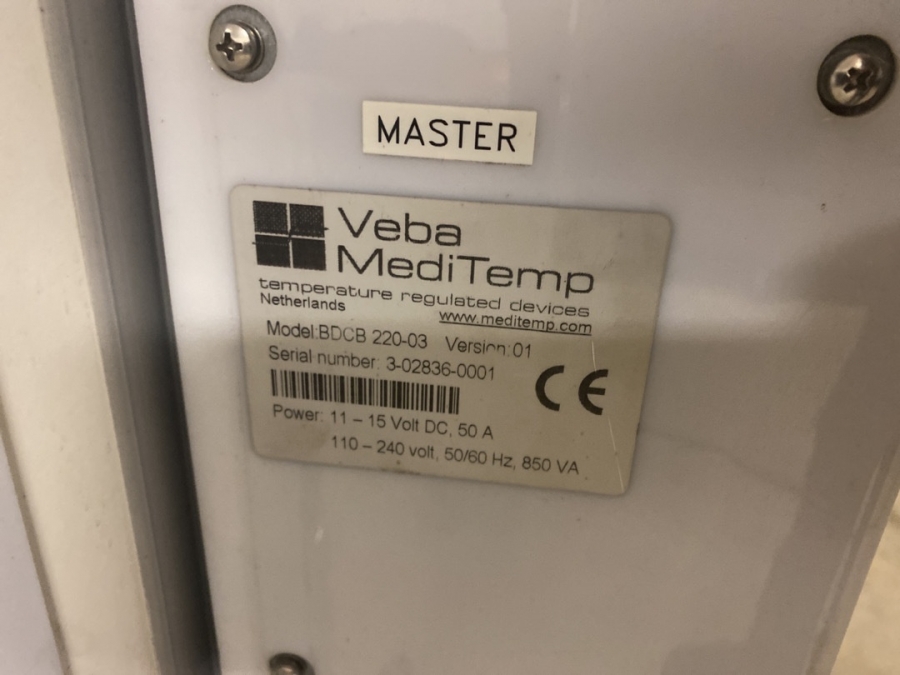 MASTER
Veba
MediTemp
temperature regulated devices
Netherlands
www.meditemp.com
Model:BDCB 220-03 Version:01
Serial number: 3-02836-0001
CE
Power: 11 – 15 Volt DC, 50 A
110 – 240 volt, 50/60 Hz, 850 VA